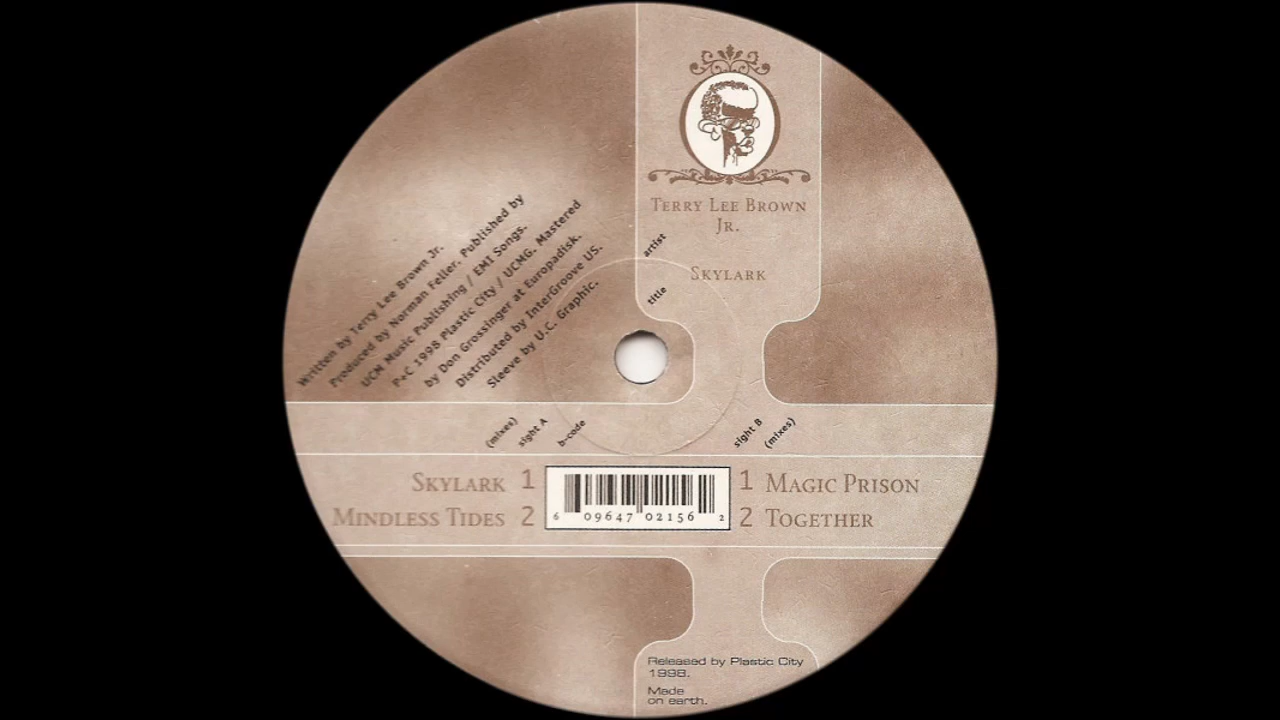 Terry Lee Brown
Jr.
artist
Skylark
title
Written by Terry Lee Brown Jr.
Produced by Norman Feller. Published by
UCM Music Publishing / EMI Songs.
P+C 1998 Plastic City / UCMG. Mastered
by Don Grossinger at Europadisk.
Distributed by InterGroove US.
Sleeve by U.C. Graphic.
(mixes)
sight A
b-code
sight B
(mixes)
Skylark 1
Mindless Tides 2
6 09647 02156 2
1 Magic Prison
2 Together
Released by Plastic City
1998.
Made
on earth.